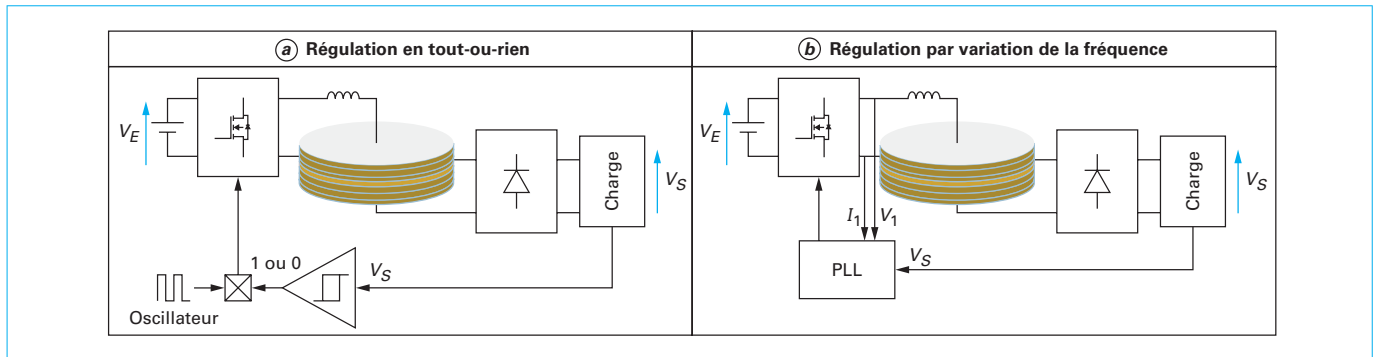 a Régulation en tout-ou-rien
V_E
Charge
V_S
1 ou 0
V_S
Oscillateur
b Régulation par variation de la fréquence
V_E
Charge
V_S
I_1 V_1
PLL
V_S